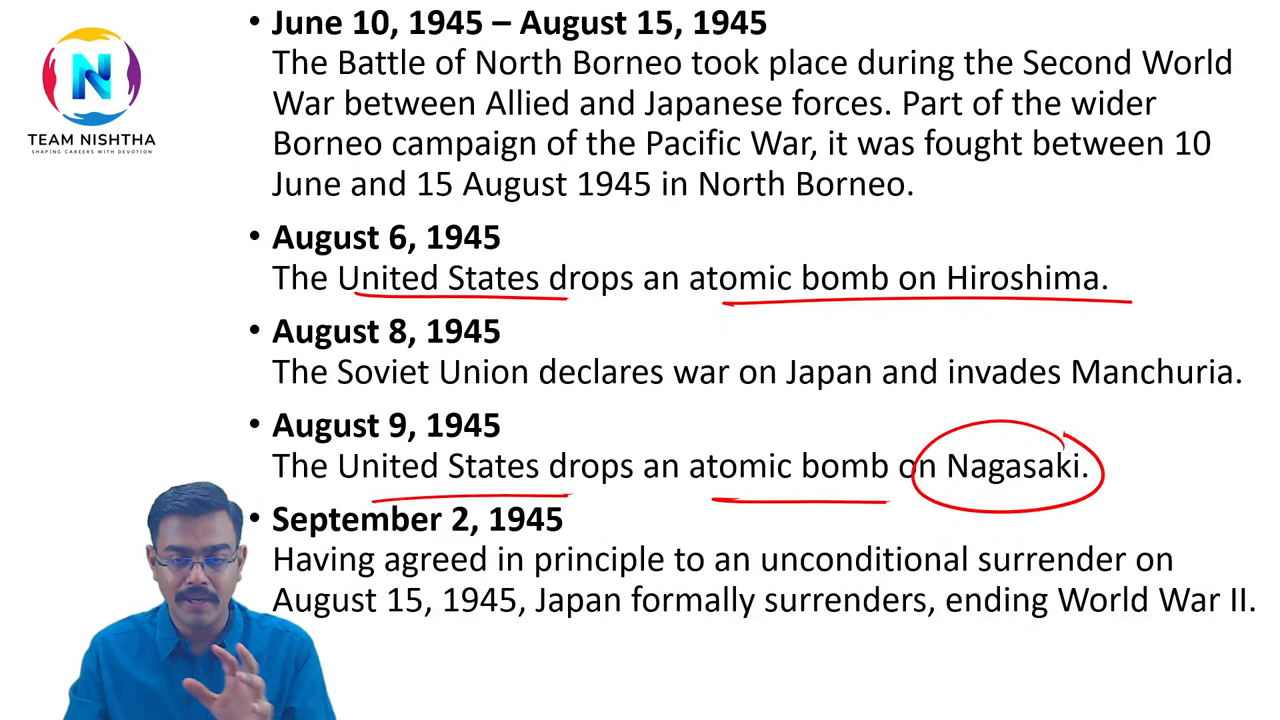 N
TEAM NISHTHA
SHAPING CAREERS WITH DEVOTION
• June 10, 1945 – August 15, 1945
The Battle of North Borneo took place during the Second World
War between Allied and Japanese forces. Part of the wider
Borneo campaign of the Pacific War, it was fought between 10
June and 15 August 1945 in North Borneo.
• August 6, 1945
The United States drops an atomic bomb on Hiroshima.
• August 8, 1945
The Soviet Union declares war on Japan and invades Manchuria.
• August 9, 1945
The United States drops an atomic bomb on Nagasaki.
• September 2, 1945
Having agreed in principle to an unconditional surrender on
August 15, 1945, Japan formally surrenders, ending World War II.